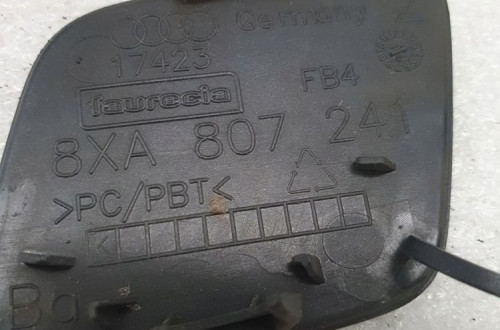 Germany
17423
faurecia
FB4
8XA 807 241
>PC/PBT<